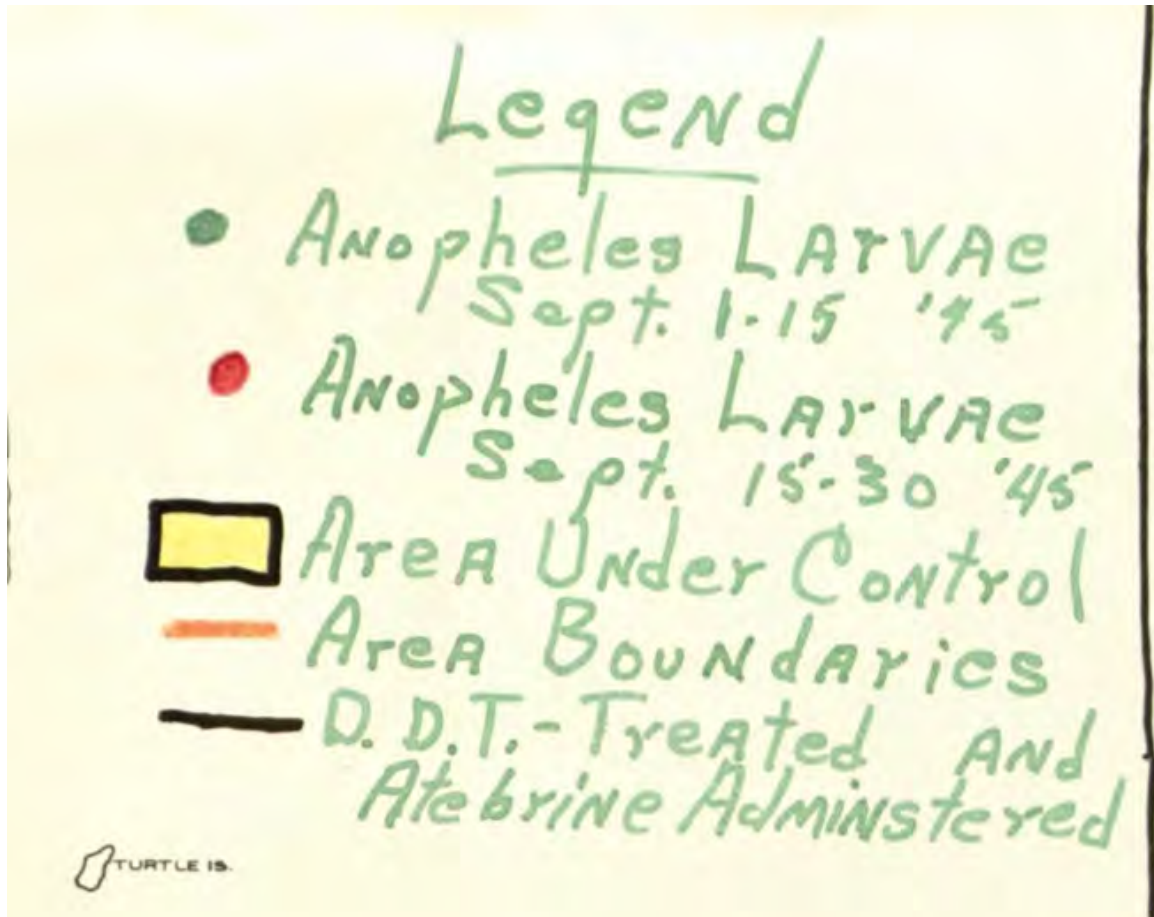 Legend
Anopheles Larvae
Sept. 1-15 '45
Anopheles Larvae
Sept. 15-30 '45
Area Under Control
Area Boundaries
D.D.T.-Treated and
Atebrine Adminstered
TURTLE IS.